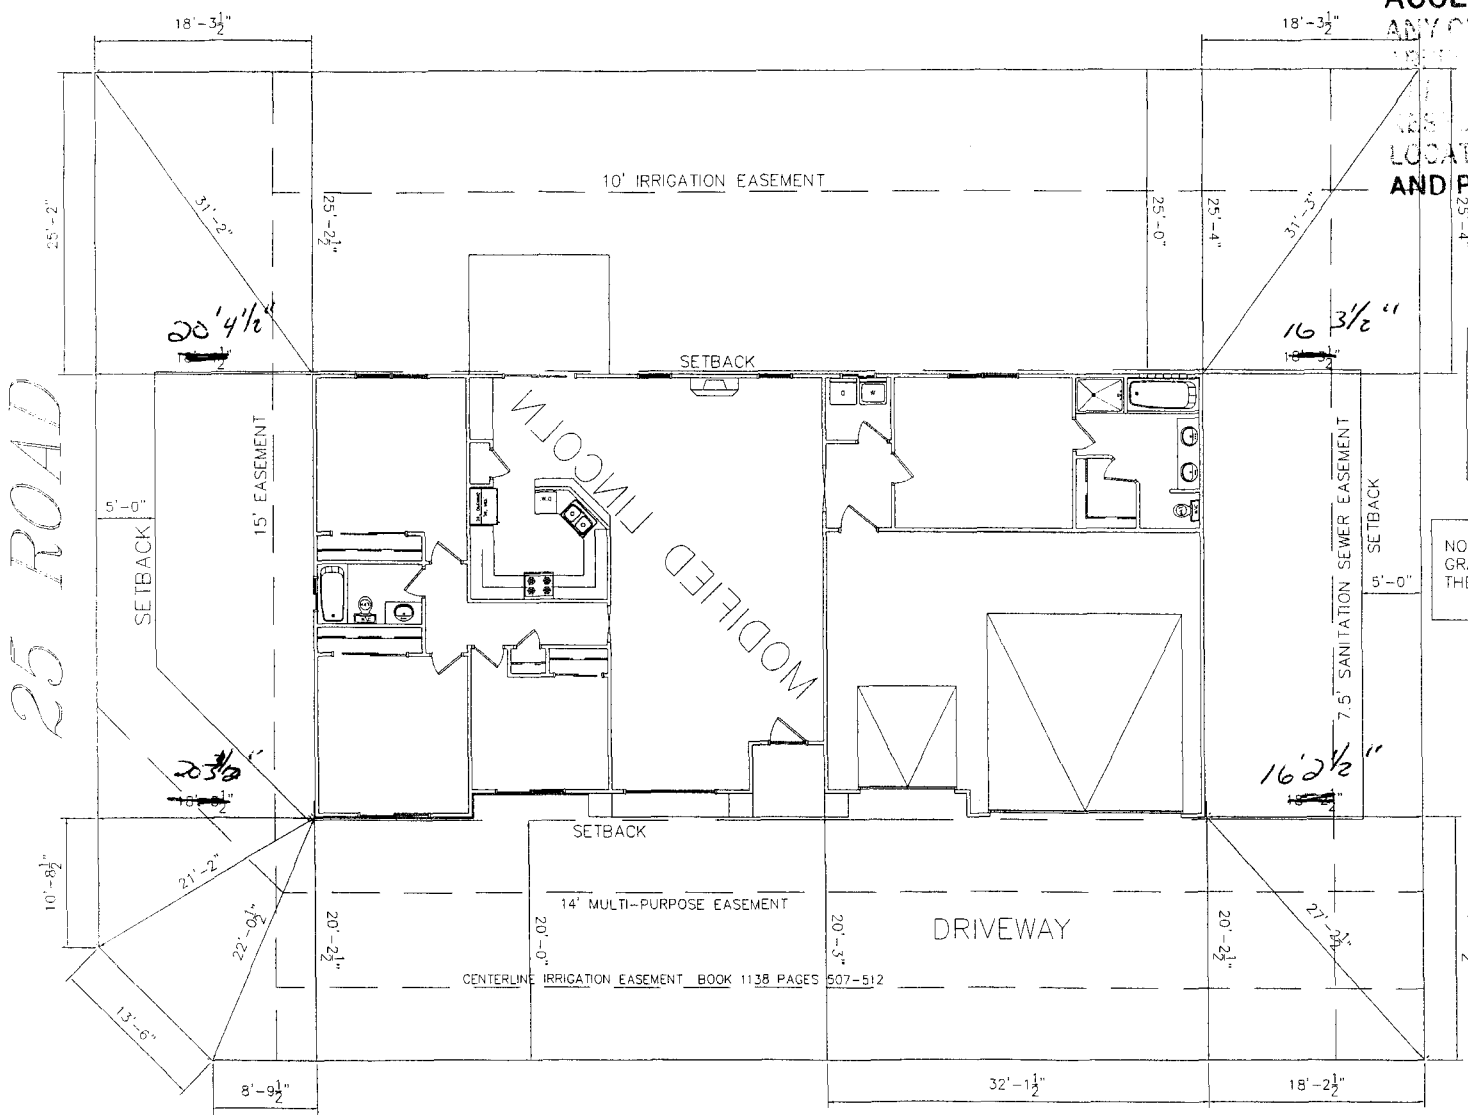 18'-3½"
18'-3½"
ANY
10' IRRIGATION EASEMENT
LOCAT
AND P
25'-2"
31'-2"
25'-2½"
25'-0"
25'-4"
31'-3"
25'-4"
20'4½"
16 3½"
SETBACK
25 ROAD
15' EASEMENT
5'-0"
SETBACK
MODIFIED LINCOLN
7.5' SANITATION SEWER EASEMENT
SETBACK
5'-0"
NO
GR
THE
16'2½"
SETBACK
10'-8½"
21'-2"
22'-0½"
20'-2½"
20'-0"
14' MULTI-PURPOSE EASEMENT
20'-3"
DRIVEWAY
20'-2½"
27'-2½"
CENTERLINE IRRIGATION EASEMENT BOOK 1138 PAGES 507-512
13'-6"
8'-9½"
32'-1½"
18'-2½"